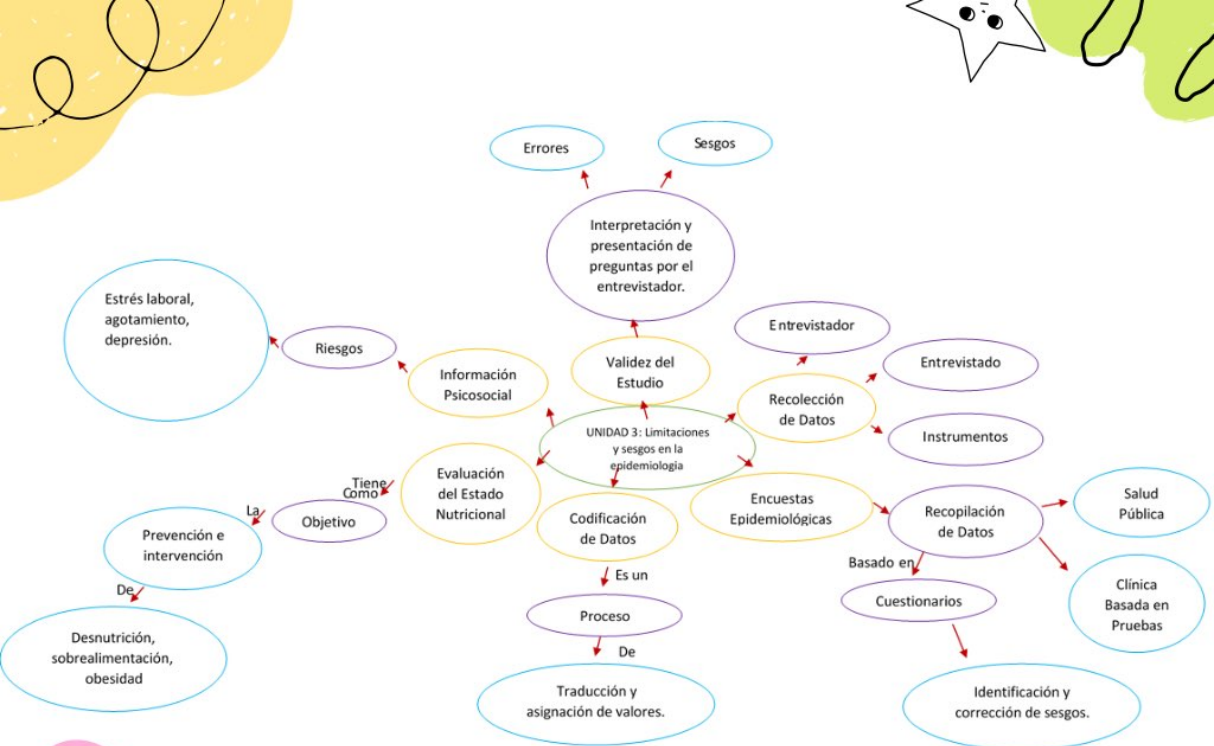 Errores
Sesgos
Interpretación y
presentación de
preguntas por el
entrevistador.
Estrés laboral,
agotamiento,
depresión.
Riesgos
Información
Psicosocial
Validez del
Estudio
Entrevistador
Recolección
de Datos
Entrevistado
Instrumentos
UNIDAD 3: Limitaciones
y sesgos en la
epidemiologia
Evaluación
del Estado
Nutricional
Tiene
Como
Objetivo
La
Prevención e
intervención
De
Desnutrición,
sobrealimentación,
obesidad
Codificación
de Datos
Es un
Proceso
De
Traducción y
asignación de valores.
Encuestas
Epidemiológicas
Recopilación
de Datos
Salud
Pública
Clínica
Basada en
Pruebas
Basado en
Cuestionarios
Identificación y
corrección de sesgos.